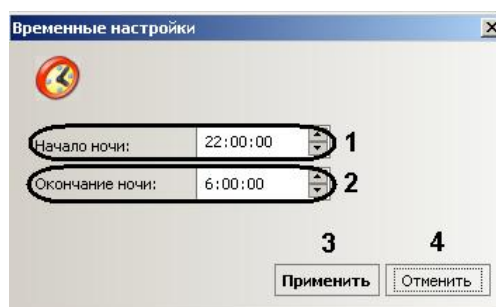 Временные настройки
Начало ночи: 22:00:00 1
Окончание ночи: 6:00:00 2
3 4
Применить Отменить